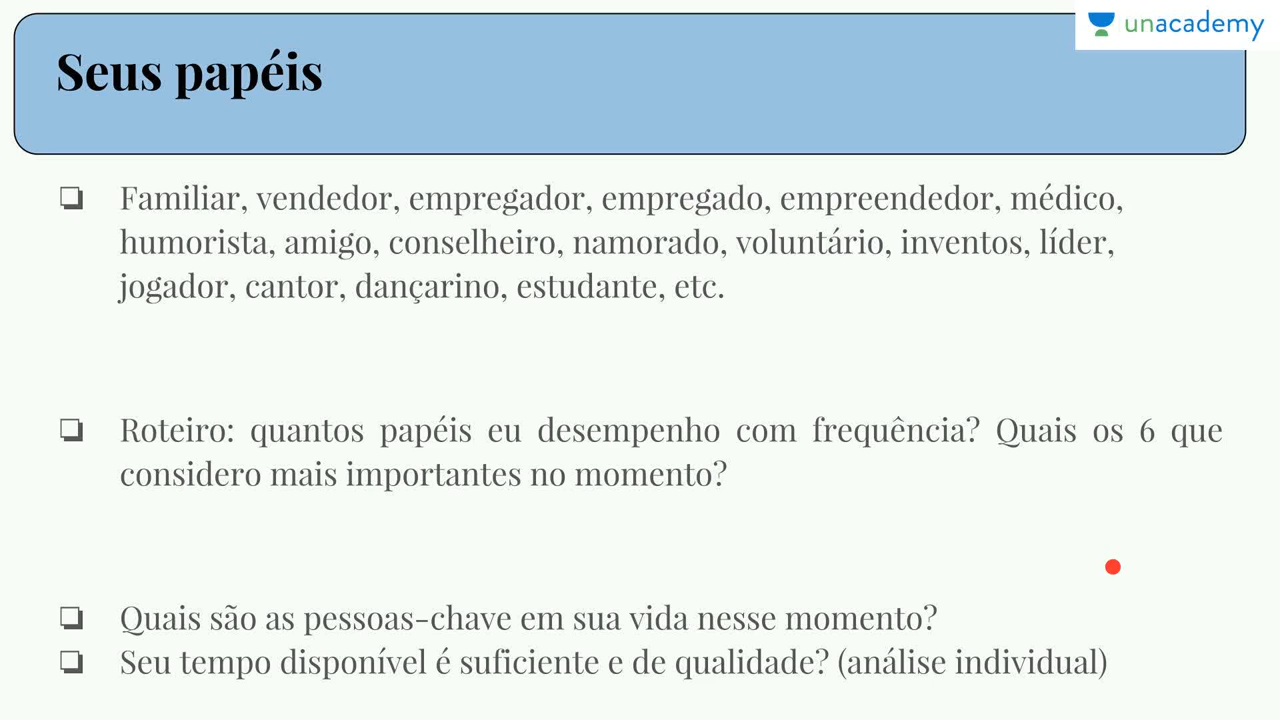 unacademy
Seus papéis
❏ Familiar, vendedor, empregador, empregado, empreendedor, médico,
humorista, amigo, conselheiro, namorado, voluntário, inventos, líder,
jogador, cantor, dançarino, estudante, etc.
❏ Roteiro: quantos papéis eu desempenho com frequência? Quais os 6 que
considero mais importantes no momento?
❏ Quais são as pessoas-chave em sua vida nesse momento?
❏ Seu tempo disponível é suficiente e de qualidade? (análise individual)